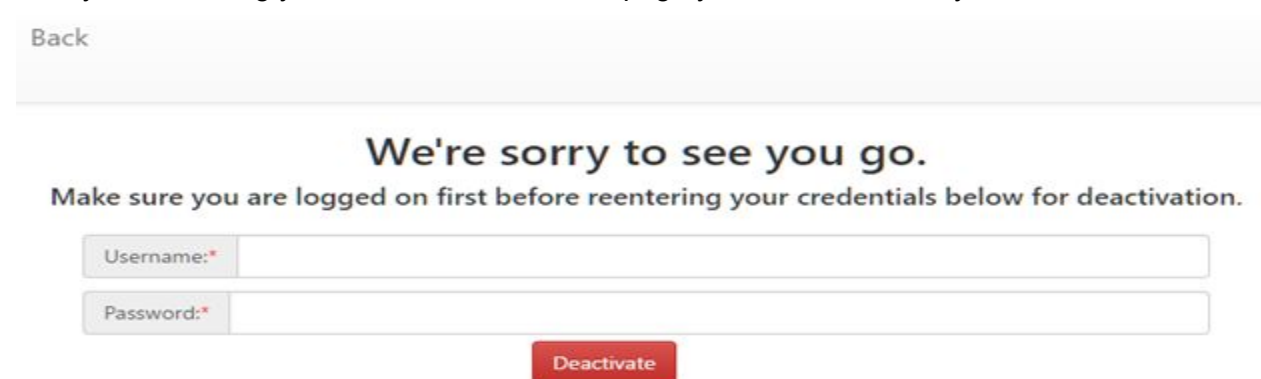 Back
We're sorry to see you go.
Make sure you are logged on first before reentering your credentials below for deactivation.
Username:*
Password:*
Deactivate